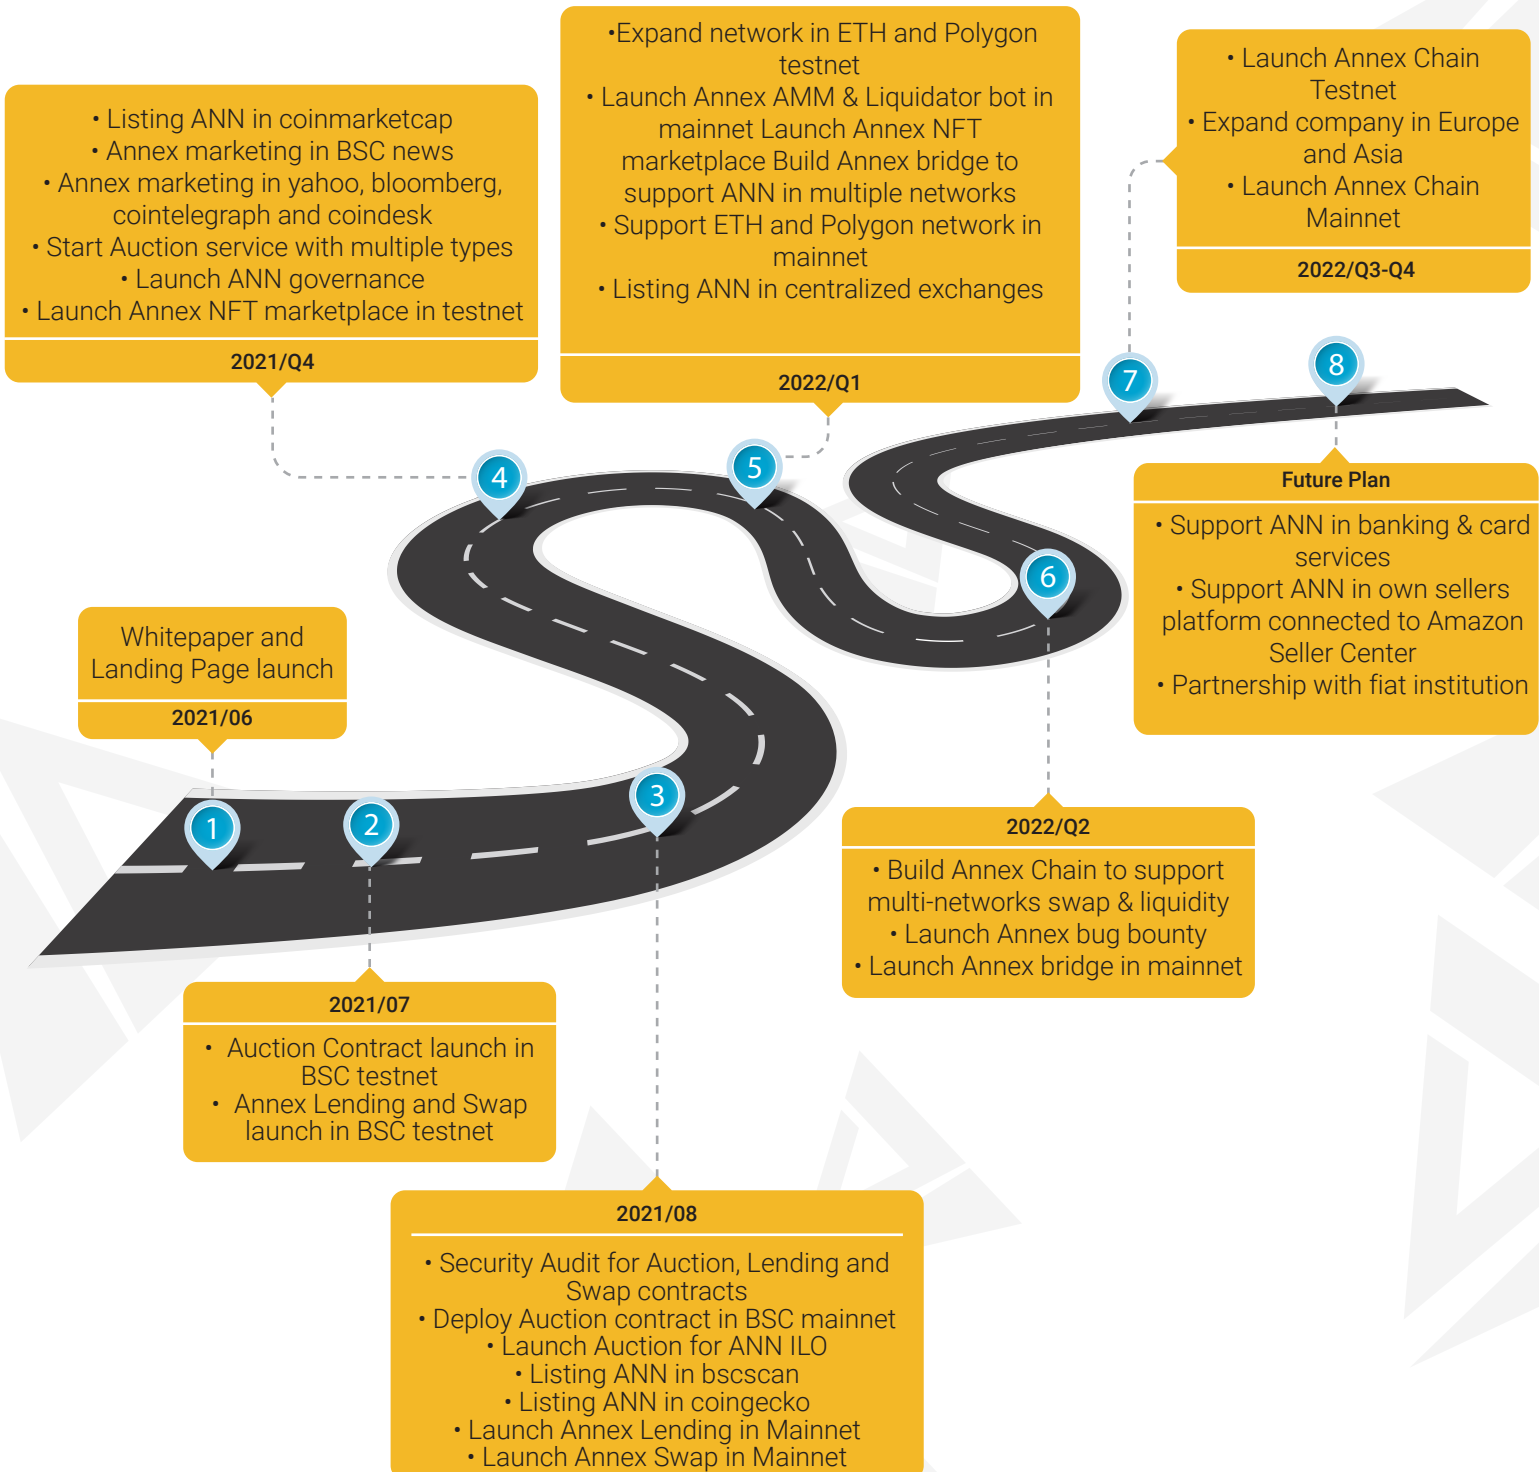 Whitepaper and
Landing Page launch
2021/06
1
2
2021/07
• Auction Contract launch in
BSC testnet
• Annex Lending and Swap
launch in BSC testnet
3
2021/08
• Security Audit for Auction, Lending and
Swap contracts
• Deploy Auction contract in BSC mainnet
• Launch Auction for ANN ILO
• Listing ANN in bscscan
• Listing ANN in coingecko
• Launch Annex Lending in Mainnet
• Launch Annex Swap in Mainnet
• Listing ANN in coinmarketcap
• Annex marketing in BSC news
• Annex marketing in yahoo, bloomberg,
cointelegraph and coindesk
• Start Auction service with multiple types
• Launch ANN governance
• Launch Annex NFT marketplace in testnet
2021/Q4
4
•Expand network in ETH and Polygon
testnet
• Launch Annex AMM & Liquidator bot in
mainnet Launch Annex NFT
marketplace Build Annex bridge to
support ANN in multiple networks
• Support ETH and Polygon network in
mainnet
• Listing ANN in centralized exchanges
2022/Q1
5
6
2022/Q2
• Build Annex Chain to support
multi-networks swap & liquidity
• Launch Annex bug bounty
• Launch Annex bridge in mainnet
• Launch Annex Chain
Testnet
• Expand company in Europe
and Asia
• Launch Annex Chain
Mainnet
2022/Q3-Q4
7
8
Future Plan
• Support ANN in banking & card
services
• Support ANN in own sellers
platform connected to Amazon
Seller Center
• Partnership with fiat institution